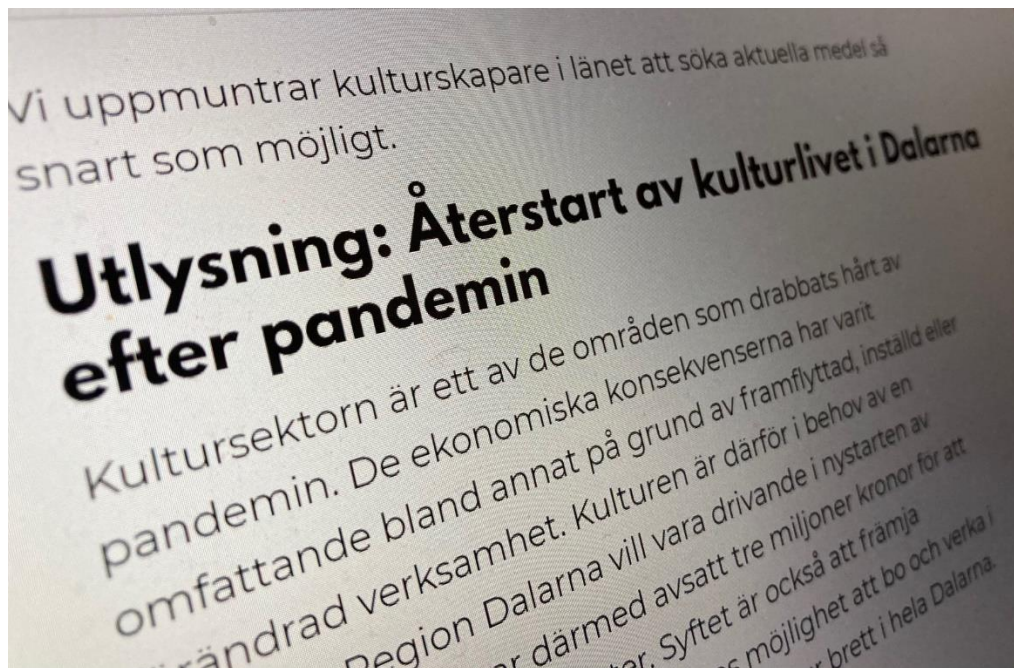 Vi uppmuntrar kulturskapare i länet att söka aktuella medel så
snart som möjligt.
Utlysning: Återstart av kulturlivet i Dalarna
efter pandemin
Kultursektorn är ett av de områden som drabbats hårt av
pandemin. De ekonomiska konsekvenserna har varit
omfattande bland annat på grund av framflyttad, inställd eller
förändrad verksamhet. Kulturen är därför i behov av en
Region Dalarna vill vara drivande i nystarten av
därmed avsatt tre miljoner kronor för att
Syftet är också att främja
möjlighet att bo och verka i
brett i hela Dalarna.